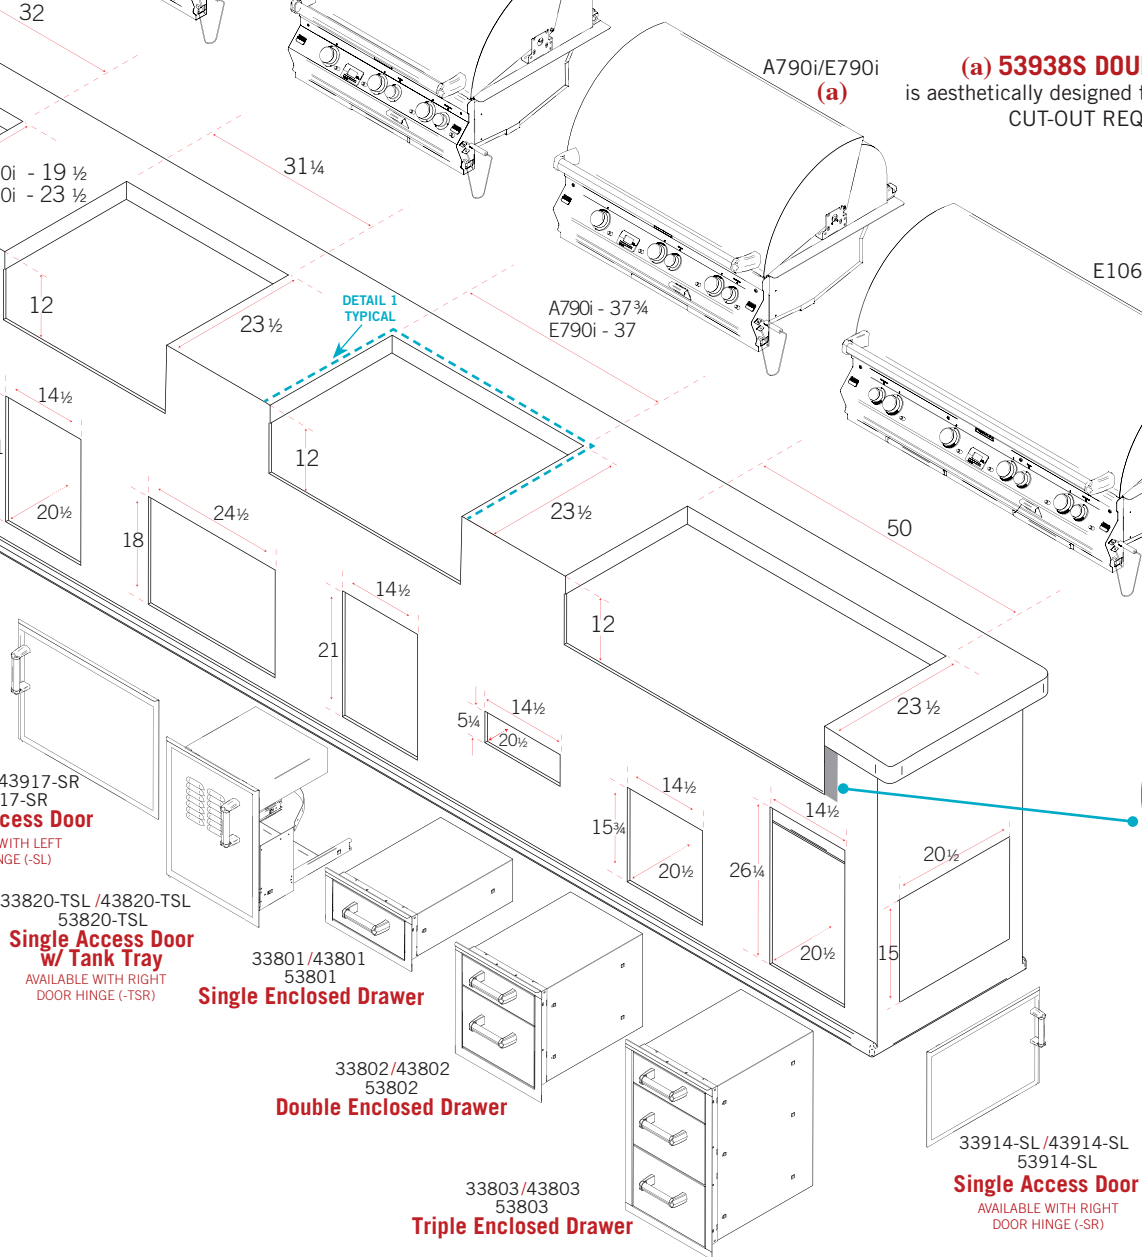 32
A790i/E790i
(a)
(a) 53938S DOU
is aesthetically designed t
CUT-OUT REQ
0i - 19 ½
0i - 23 ½
31¼
E106
12
23 ½
DETAIL 1
TYPICAL
A790i - 37¾
E790i - 37
14½
20½
12
23½
50
24½
18
14½
21
12
23 ½
14½
5¼
20½
14½
15¾
20½
14½
26¼
20½
20½
15
43917-SR
17-SR
cess Door
WITH LEFT
NGE (-SL)
33820-TSL /43820-TSL
53820-TSL
Single Access Door
w/ Tank Tray
AVAILABLE WITH RIGHT
DOOR HINGE (-TSR)
33801/43801
53801
Single Enclosed Drawer
33802/43802
53802
Double Enclosed Drawer
33803/43803
53803
Triple Enclosed Drawer
33914-SL /43914-SL
53914-SL
Single Access Door
AVAILABLE WITH RIGHT
DOOR HINGE (-SR)